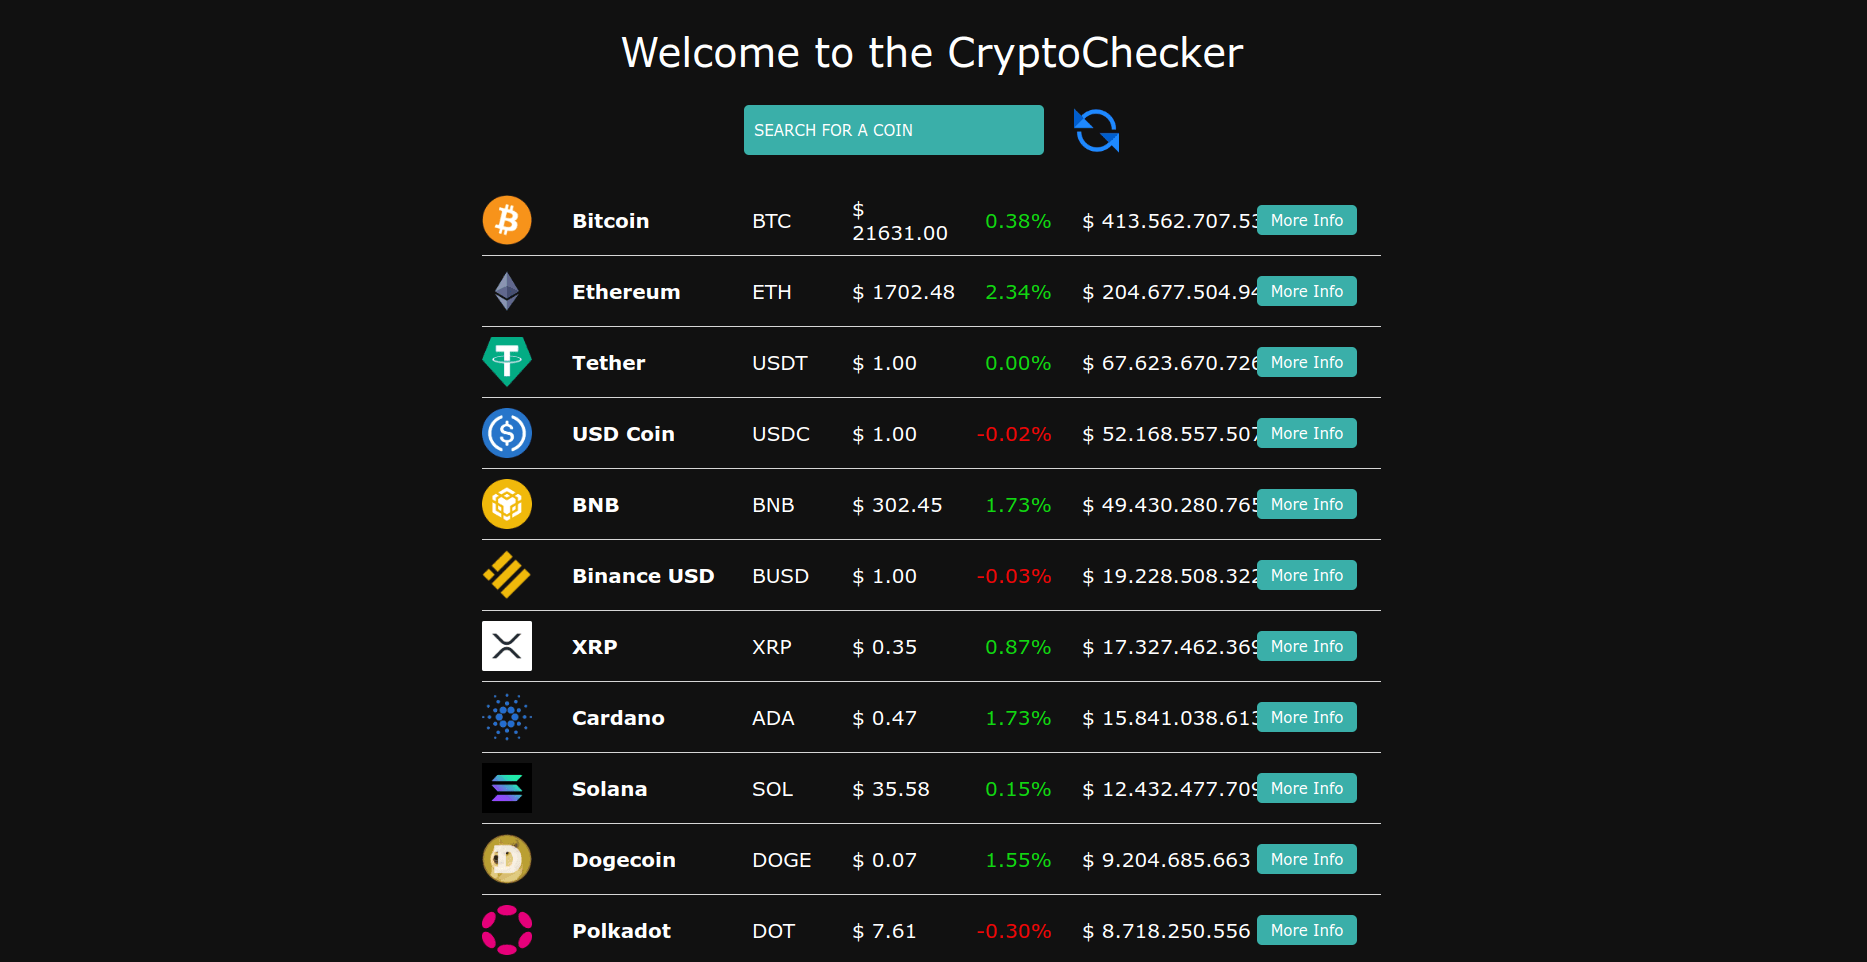 Welcome to the CryptoChecker
SEARCH FOR A COIN
Bitcoin BTC $ 21631.00 0.38% $ 413.562.707.53 More Info
Ethereum ETH $ 1702.48 2.34% $ 204.677.504.94 More Info
Tether USDT $ 1.00 0.00% $ 67.623.670.726 More Info
USD Coin USDC $ 1.00 -0.02% $ 52.168.557.507 More Info
BNB BNB $ 302.45 1.73% $ 49.430.280.765 More Info
Binance USD BUSD $ 1.00 -0.03% $ 19.228.508.322 More Info
XRP XRP $ 0.35 0.87% $ 17.327.462.369 More Info
Cardano ADA $ 0.47 1.73% $ 15.841.038.613 More Info
Solana SOL $ 35.58 0.15% $ 12.432.477.709 More Info
Dogecoin DOGE $ 0.07 1.55% $ 9.204.685.663 More Info
Polkadot DOT $ 7.61 -0.30% $ 8.718.250.556 More Info